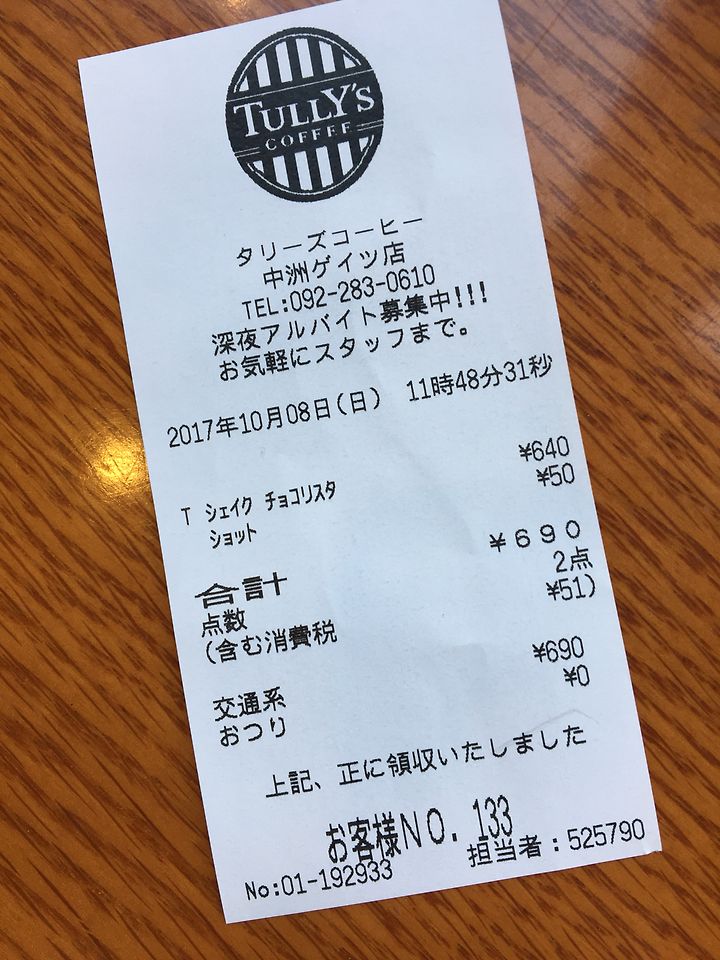 TULLY'S
COFFEE
タリーズコーヒー
中洲ゲイツ店
TEL:092-283-0610
深夜アルバイト募集中!!!
お気軽にスタッフまで。
2017年10月08日(日) 11時48分31秒
T シェイク チョコリスタ ¥640
ショット ¥50
合計 ¥690
点数 2点
(含む消費税 ¥51)
交通系 ¥690
おつり ¥0
上記、正に領収いたしました
お客様NO. 133
No:01-192933 担当者:525790